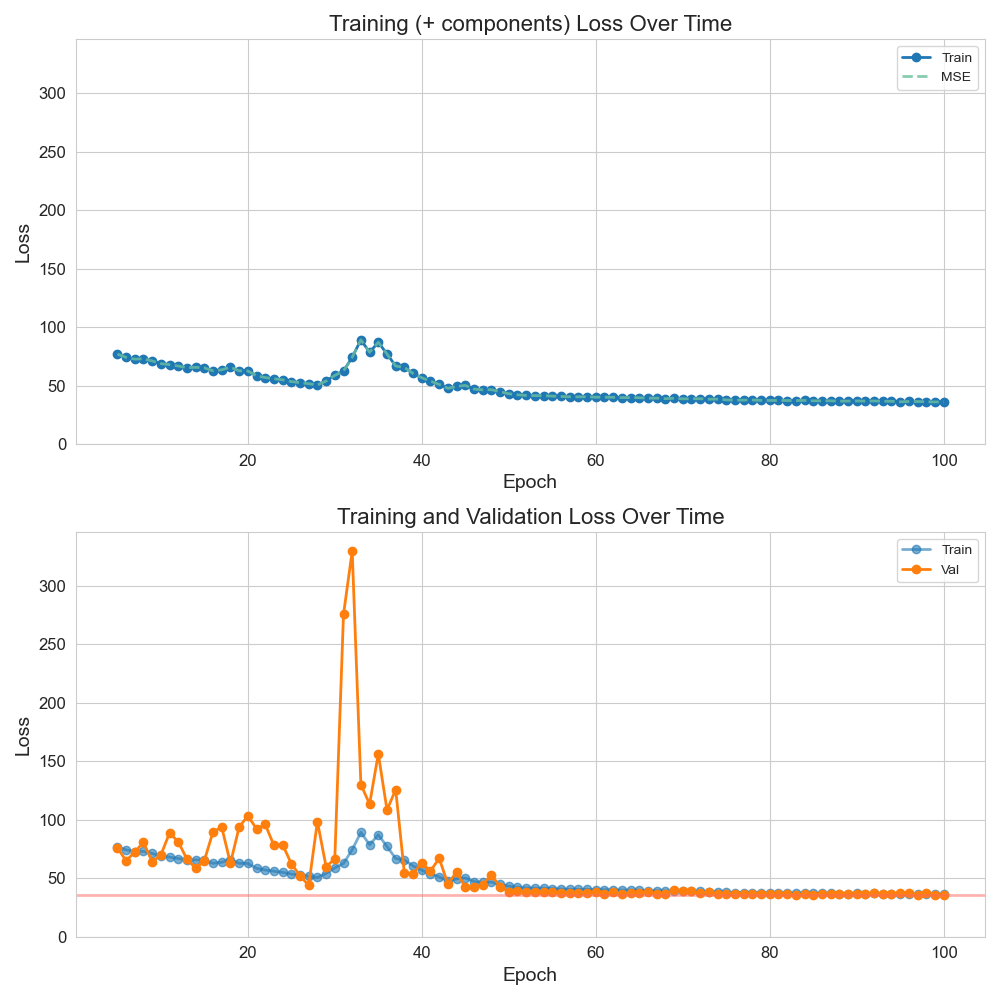 Training (+ components) Loss Over Time
Train
MSE
300
250
200
150
100
50
0
Loss
20
40
60
80
100
Epoch
Training and Validation Loss Over Time
Train
Val
300
250
200
150
100
50
0
Loss
20
40
60
80
100
Epoch